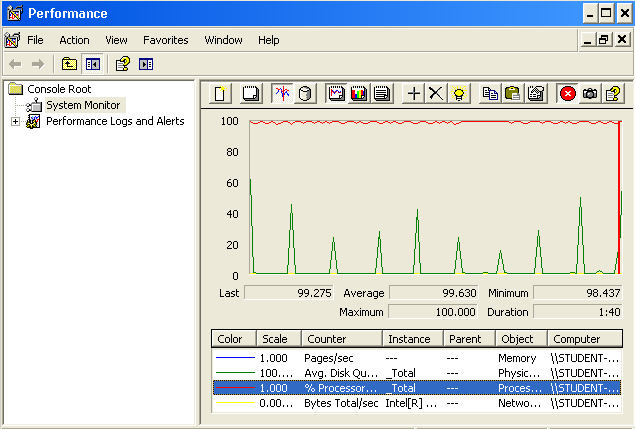 Performance
File Action View Favorites Window Help
Console Root
System Monitor
Performance Logs and Alerts
100
80
60
40
20
0
Last 99.275 Average 99.630 Minimum 98.437
Maximum 100.000 Duration 1:40
Color Scale Counter Instance Parent Object Computer
1.000 Pages/sec --- --- Memory \\STUDENT-...
100.... Avg. Disk Qu... _Total --- Physic... \\STUDENT-...
1.000 % Processor... _Total --- Proces... \\STUDENT-...
0.00... Bytes Total/sec Intel[R] ... --- Netwo... \\STUDENT-...